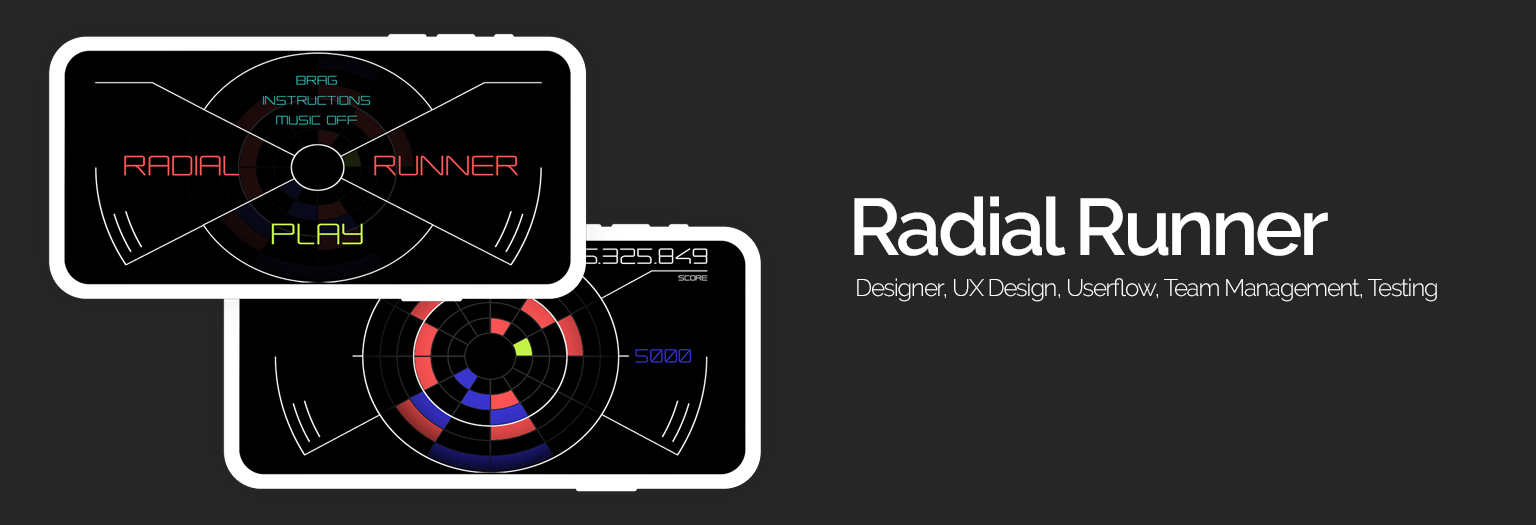 BRAG
INSTRUCTIONS
MUSIC OFF
RADIAL RUNNER
PLAY
5.325.849
SCORE
5000
Radial Runner
Designer, UX Design, Userflow, Team Management, Testing